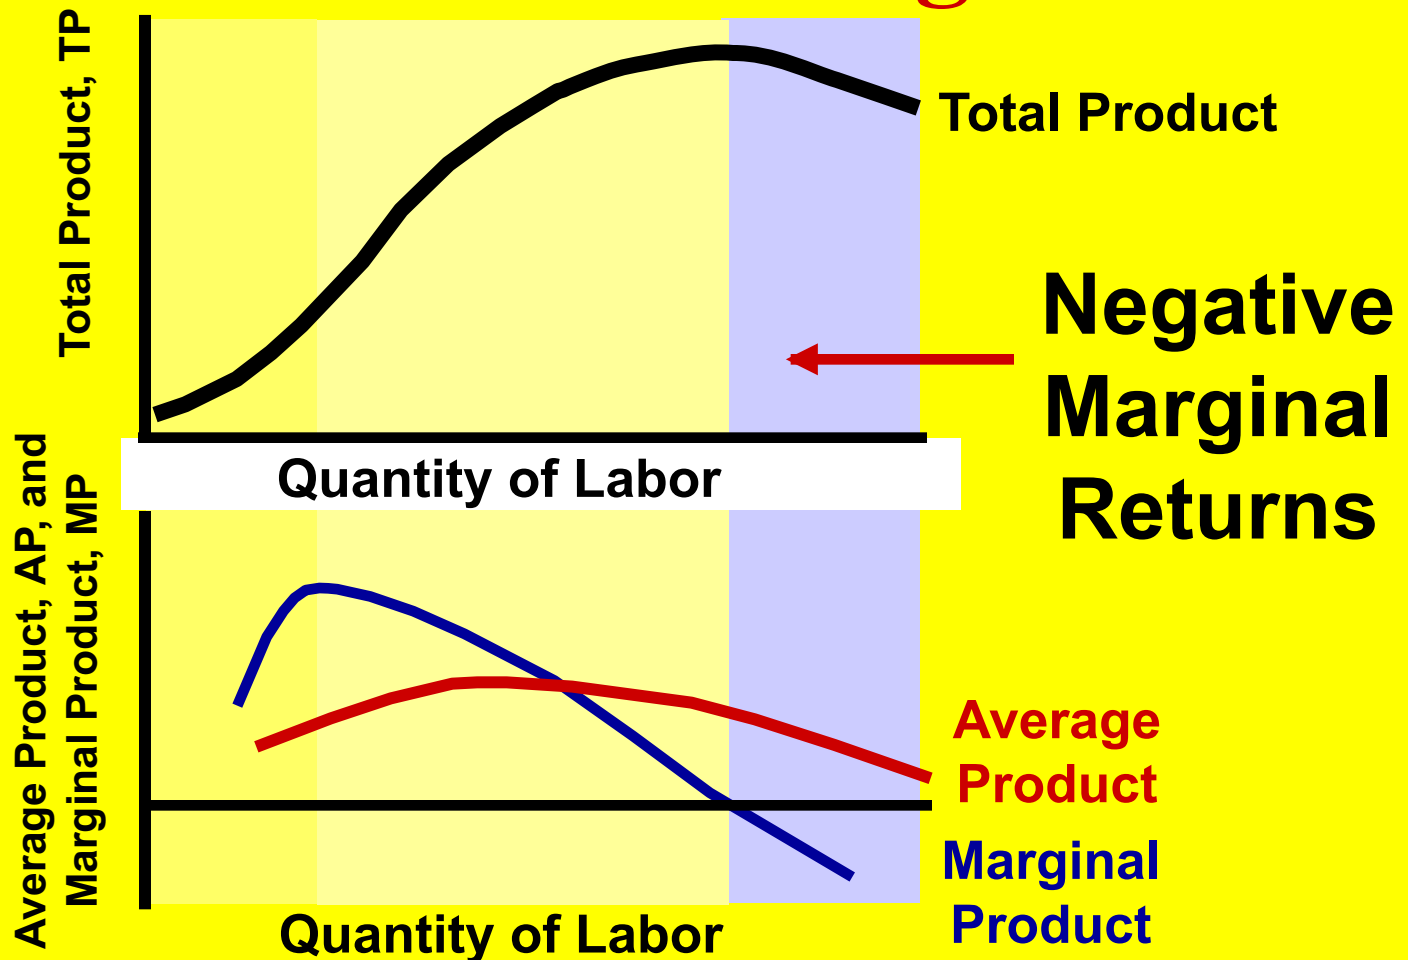 Total Product, TP
Total Product
Negative
Marginal
Returns
Quantity of Labor
Average Product, AP, and
Marginal Product, MP
Average
Product
Marginal
Product
Quantity of Labor